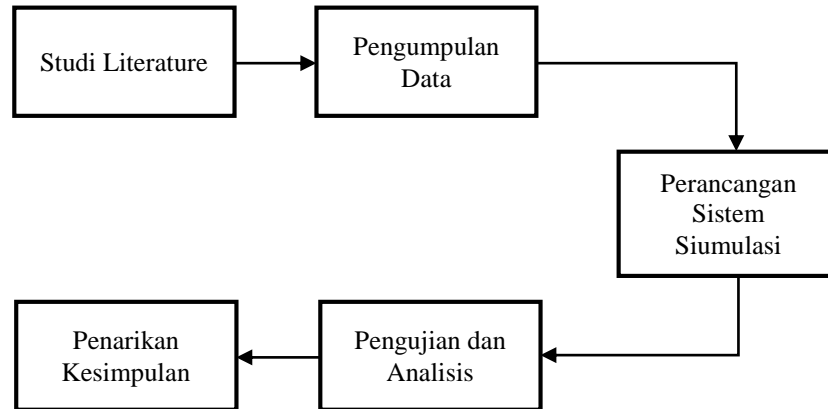 Studi Literature
Pengumpulan
Data
Perancangan
Sistem
Siumulasi
Pengujian dan
Analisis
Penarikan
Kesimpulan